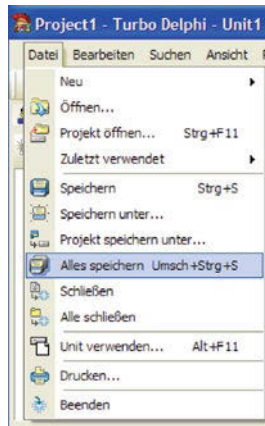 Project1 - Turbo Delphi - Unit1
Datei Bearbeiten Suchen Ansicht
Neu
Öffnen...
Projekt öffnen... Strg+F11
Zuletzt verwendet
Speichern Strg+S
Speichern unter...
Projekt speichern unter...
Alles speichern Umsch+Strg+S
Schließen
Alle schließen
Unit verwenden... Alt+F11
Drucken...
Beenden